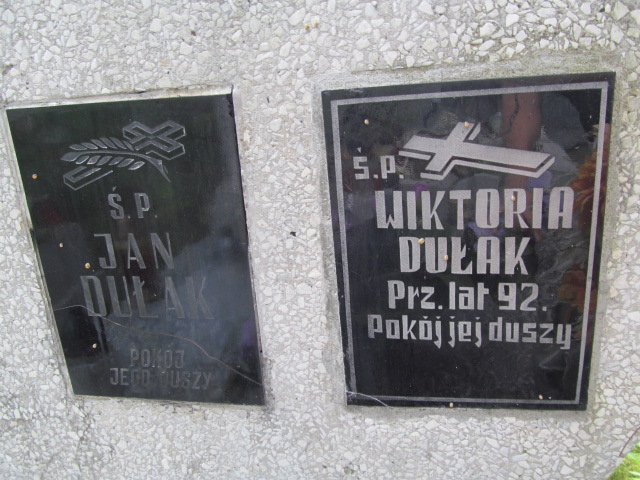 Ś.P.
JAN
DUŁAK
POKÓJ
JEGO DUSZY
Ś.P.
WIKTORIA
DUŁAK
Prz. lat 92.
Pokój jej duszy